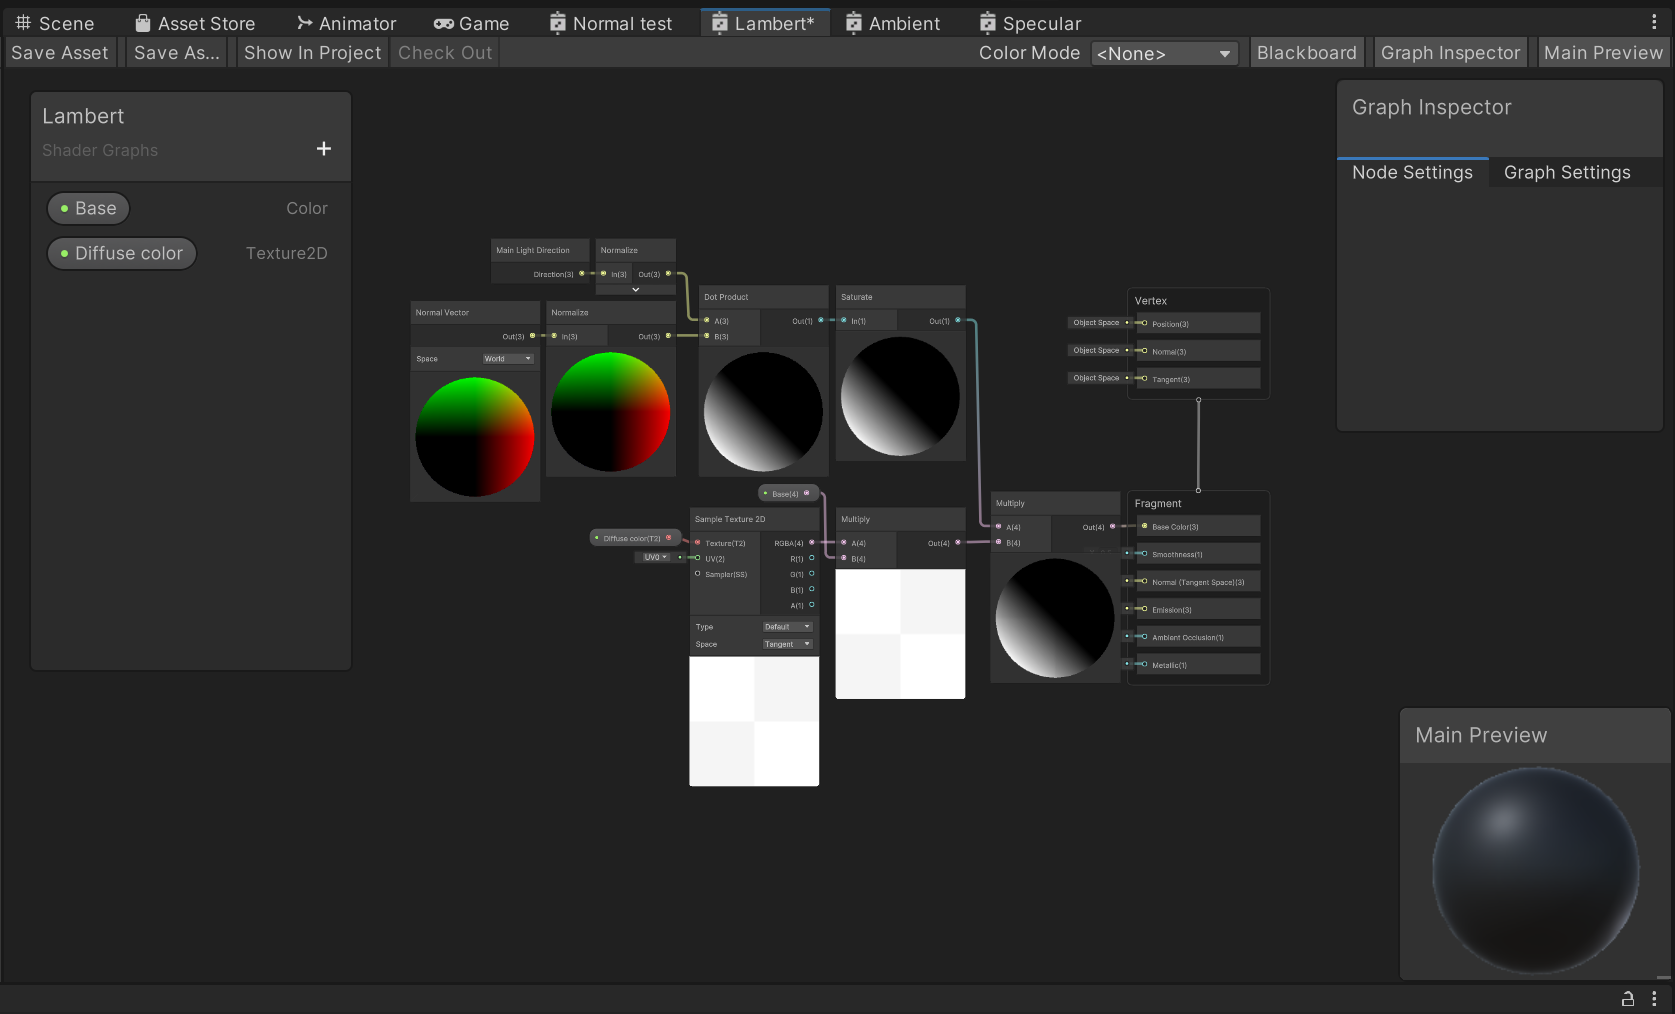 Scene
Asset Store
Animator
Game
Normal test
Lambert*
Ambient
Specular
Save Asset
Save As...
Show In Project
Check Out
Color Mode
<None>
Blackboard
Graph Inspector
Main Preview
Lambert
Shader Graphs
+
Base
Color
Diffuse color
Texture2D
Graph Inspector
Node Settings
Graph Settings
Main Light Direction
Direction(3)
Normalize
In(3)
Out(3)
Normal Vector
Out(3)
Space
World
Normalize
In(3)
Out(3)
Dot Product
A(3)
B(3)
Out(1)
Saturate
In(1)
Out(1)
Vertex
Object Space
Position(3)
Object Space
Normal(3)
Object Space
Tangent(3)
Base(4)
Diffuse color(T2)
UV0
Sample Texture 2D
Texture(T2)
UV(2)
Sampler(SS)
RGBA(4)
R(1)
G(1)
B(1)
A(1)
Type
Default
Space
Tangent
Multiply
A(4)
B(4)
Out(4)
Multiply
A(4)
B(4)
Out(4)
Fragment
Base Color(3)
Smoothness(1)
Normal (Tangent Space)(3)
Emission(3)
Ambient Occlusion(1)
Metallic(1)
Main Preview